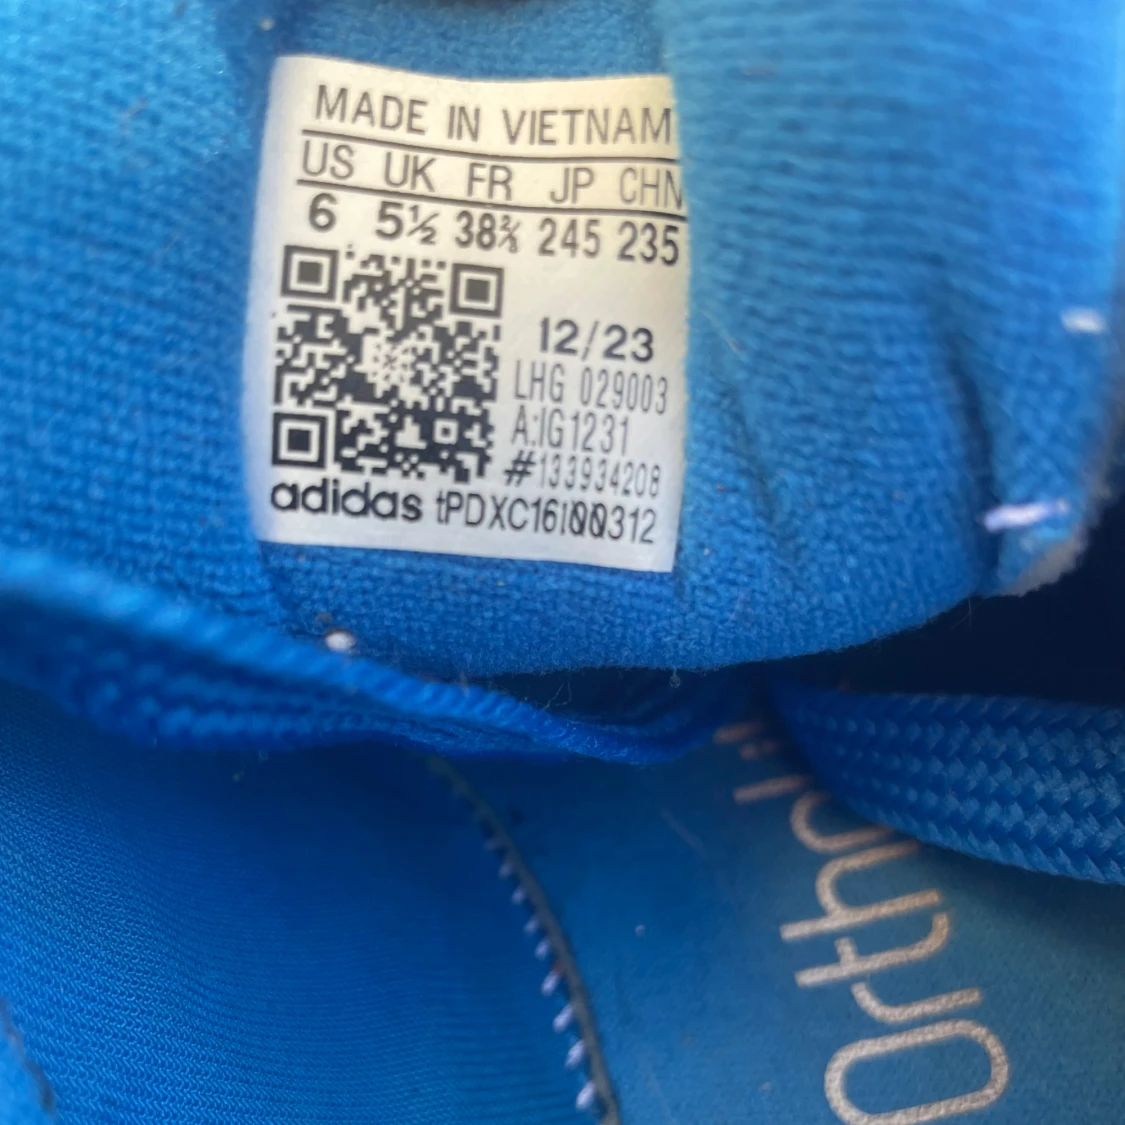 MADE IN VIETNAM
US UK FR JP CHN
6 5½ 38⅔ 245 235
12/23
LHG 029003
A:IG1231
#133934208
adidas tPDXC16I00312